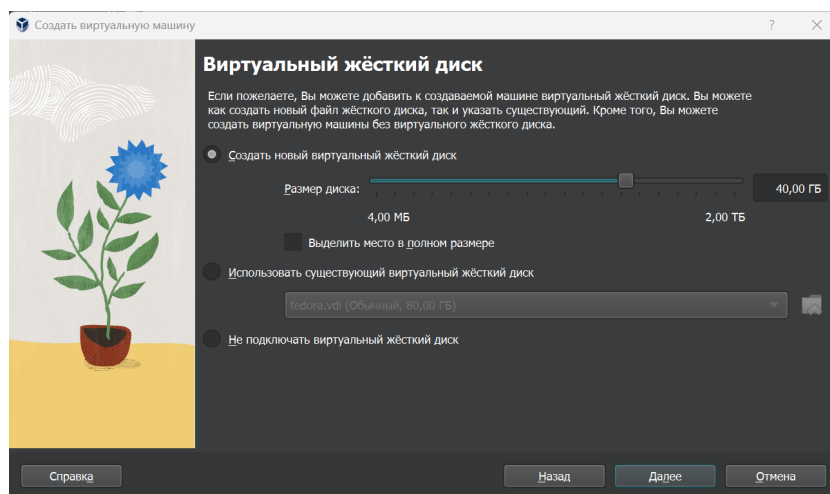 Создать виртуальную машину
Виртуальный жёсткий диск
Если пожелаете, Вы можете добавить к создаваемой машине виртуальный жёсткий диск. Вы можете
как создать новый файл жёсткого диска, так и указать существующий. Кроме того, Вы можете
создать виртуальную машины без виртуального жёсткого диска.
Создать новый виртуальный жёсткий диск
Размер диска: 40,00 ГБ
4,00 МБ 2,00 ТБ
Выделить место в полном размере
Использовать существующий виртуальный жёсткий диск
fedora.vdi (Обычный, 80,00 ГБ)
Не подключать виртуальный жёсткий диск
Справка Назад Далее Отмена